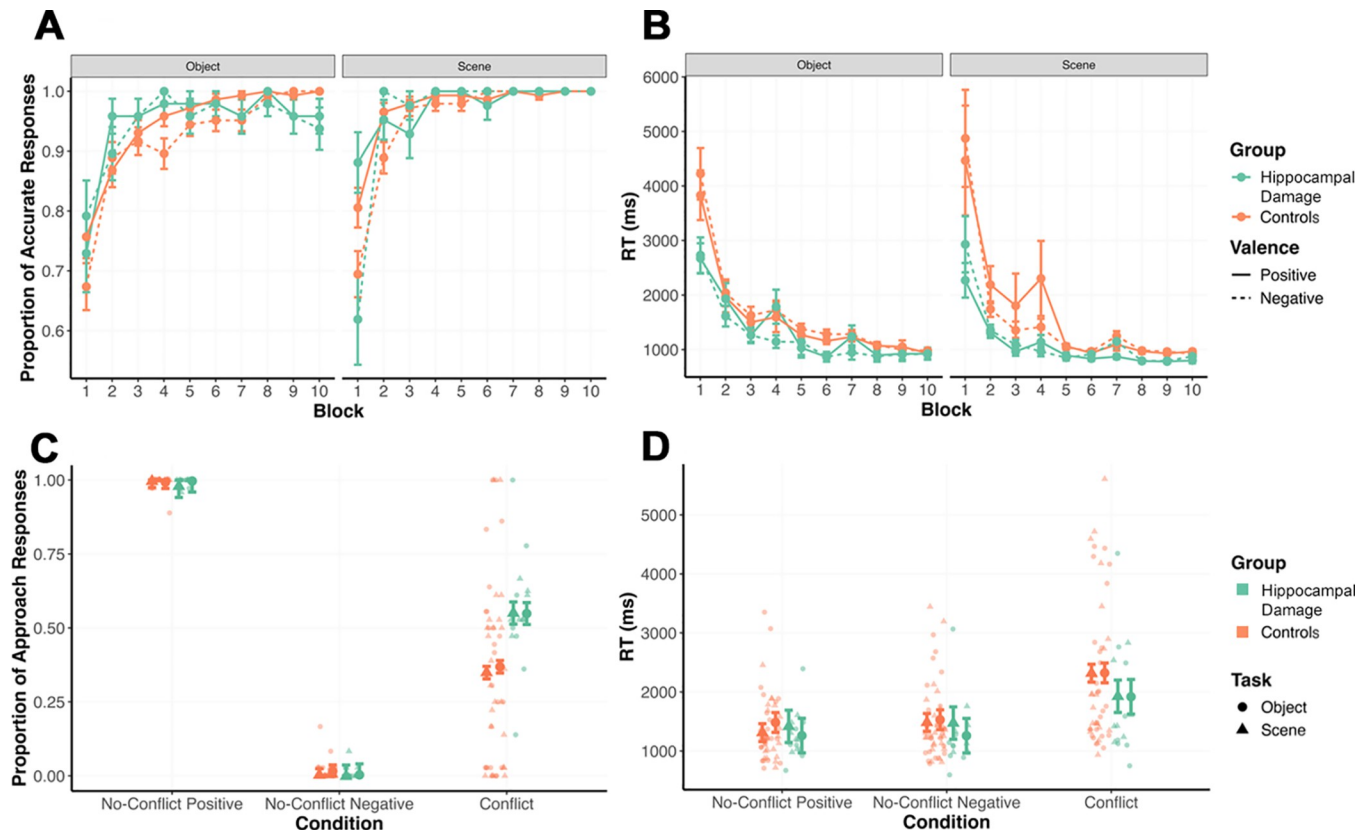 A
Object
Scene
Proportion of Accurate Responses
1.0
0.9
0.8
0.7
0.6
1 2 3 4 5 6 7 8 9 10
1 2 3 4 5 6 7 8 9 10
Block
B
Object
Scene
RT (ms)
6000
5000
4000
3000
2000
1000
1 2 3 4 5 6 7 8 9 10
1 2 3 4 5 6 7 8 9 10
Block
Group
Hippocampal
Damage
Controls
Valence
Positive
Negative
C
Proportion of Approach Responses
1.00
0.75
0.50
0.25
0.00
No-Conflict Positive
No-Conflict Negative
Conflict
Condition
D
RT (ms)
5000
4000
3000
2000
1000
No-Conflict Positive
No-Conflict Negative
Conflict
Condition
Group
Hippocampal
Damage
Controls
Task
Object
Scene